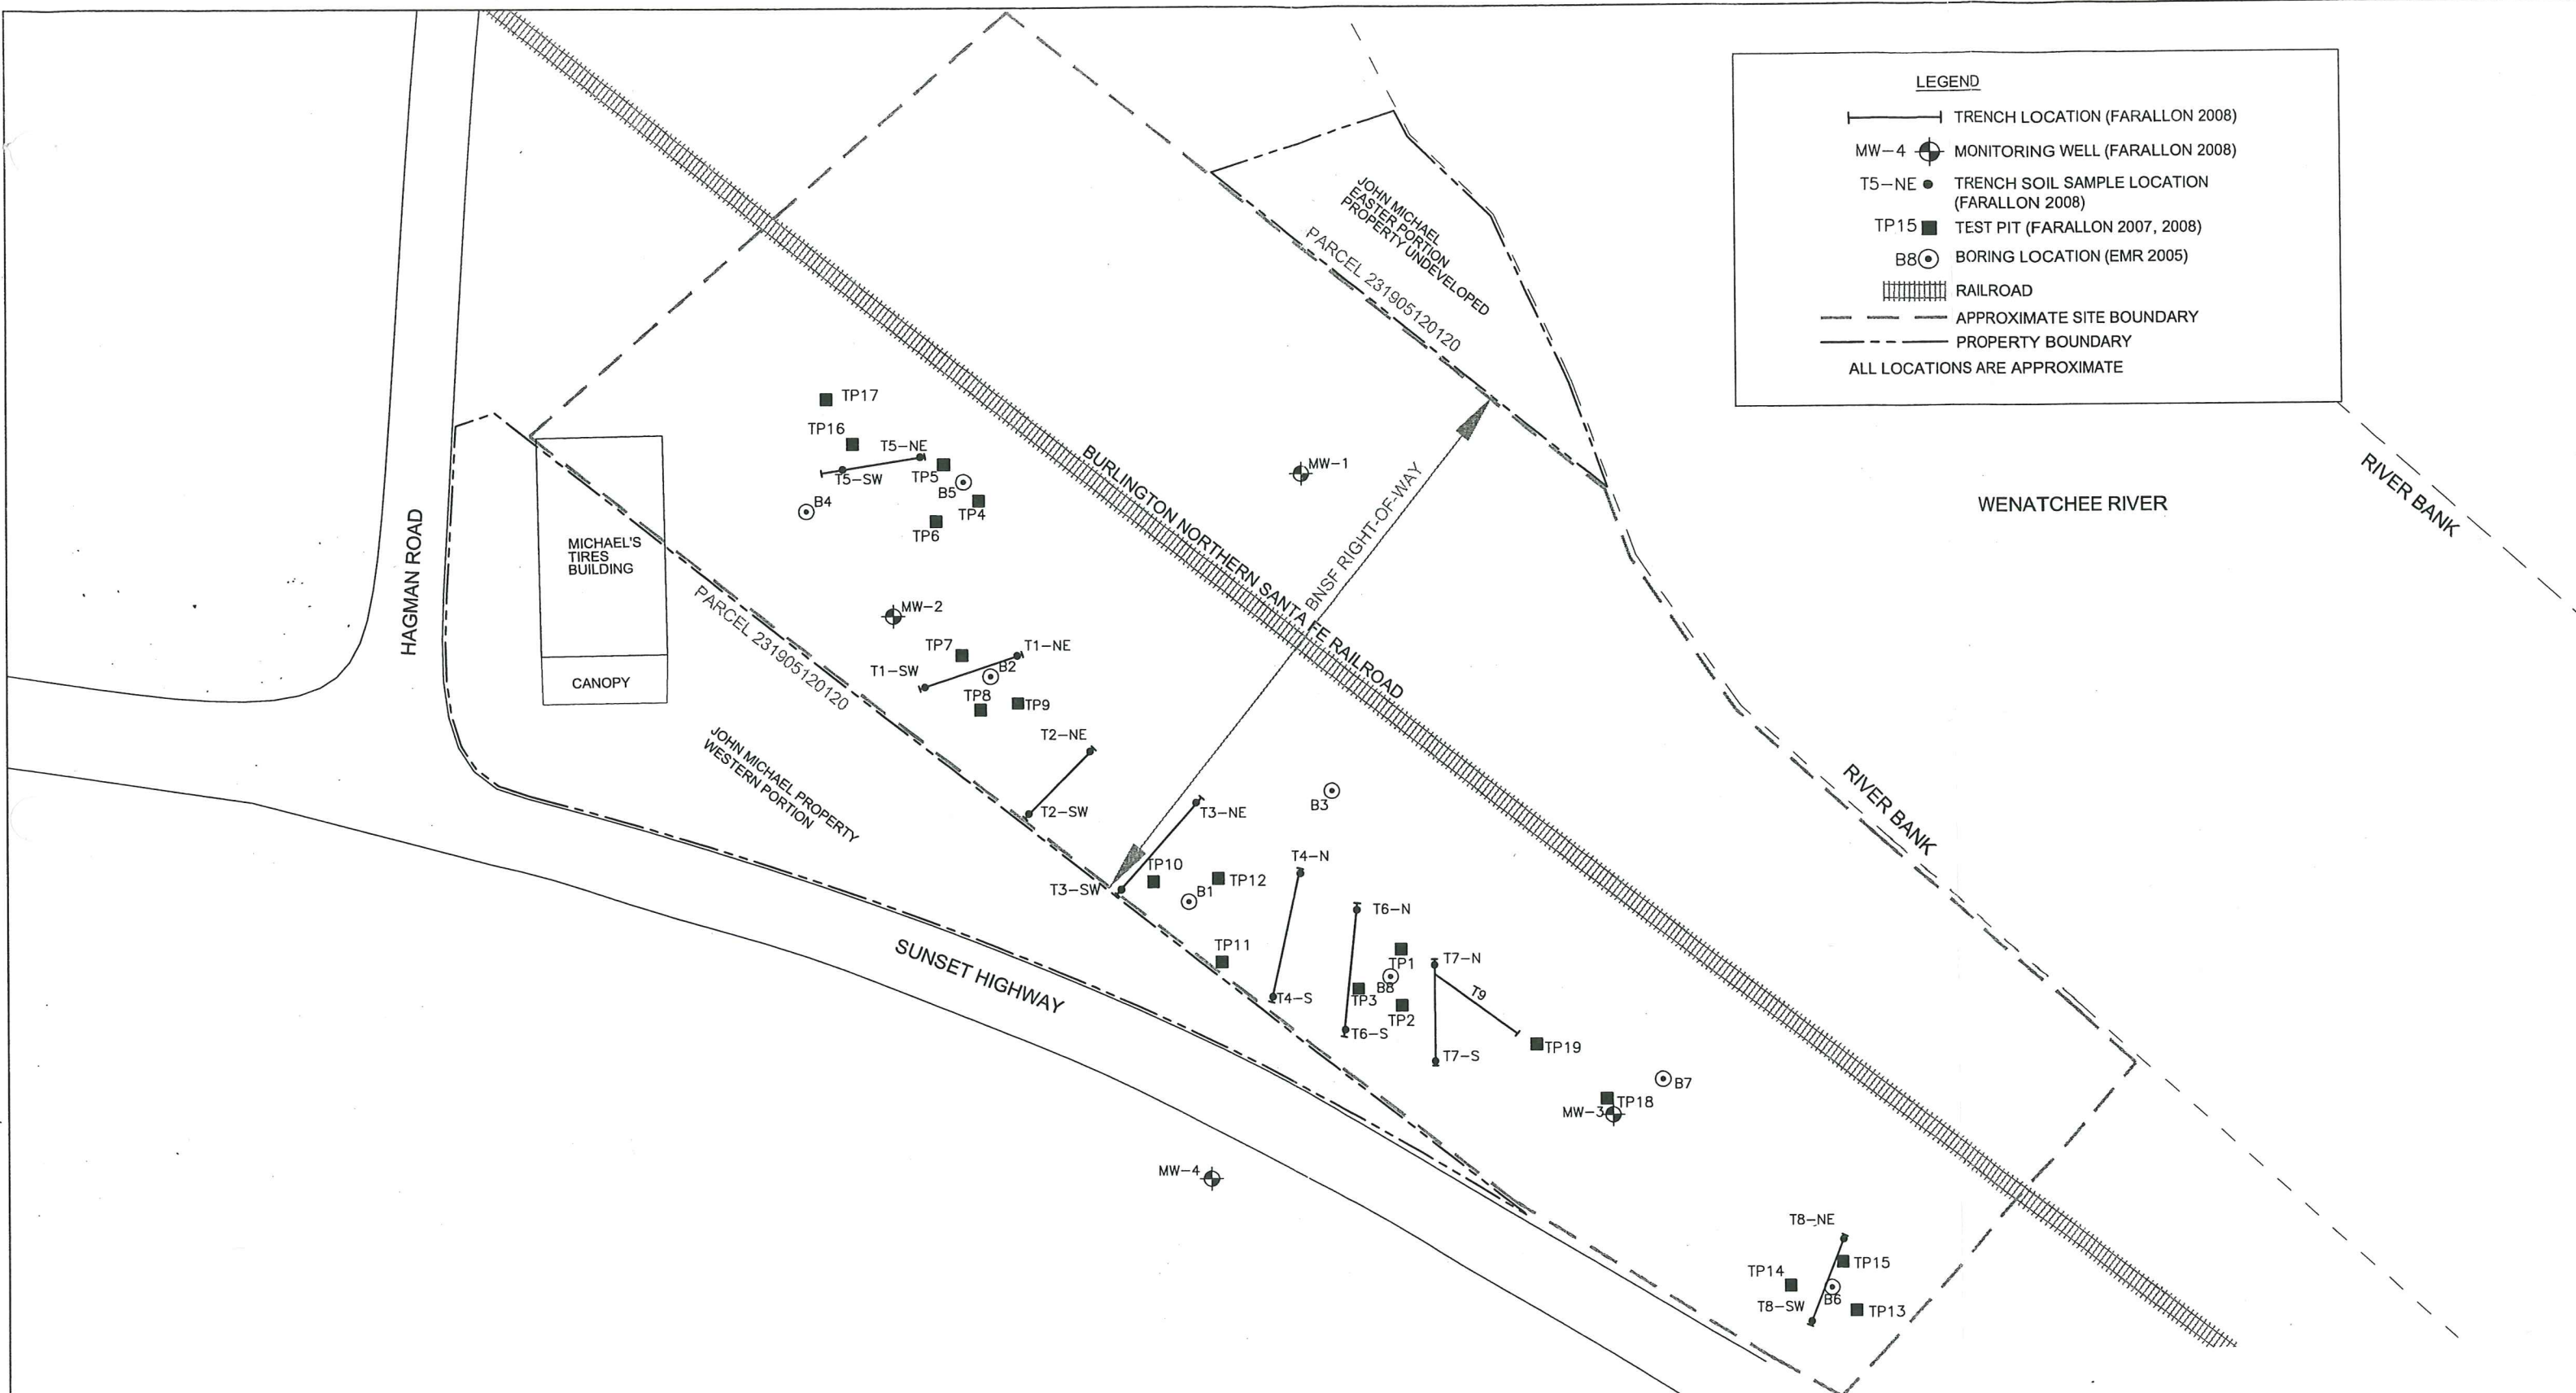 LEGEND
TRENCH LOCATION (FARALLON 2008)
MW-4 MONITORING WELL (FARALLON 2008)
T5-NE TRENCH SOIL SAMPLE LOCATION
(FARALLON 2008)
TP15 TEST PIT (FARALLON 2007, 2008)
B8 BORING LOCATION (EMR 2005)
RAILROAD
APPROXIMATE SITE BOUNDARY
PROPERTY BOUNDARY
ALL LOCATIONS ARE APPROXIMATE
JOHN MICHAEL
EASTER PORTION
PROPERTY UNDEVELOPED
PARCEL 231905120120
TP17
TP16
T5-NE
T5-SW
TP5
B5
B4
TP4
TP6
BURLINGTON NORTHERN SANTA FE RAILROAD
MW-1
BNSF RIGHT-OF-WAY
WENATCHEE RIVER
RIVER BANK
HAGMAN ROAD
MICHAEL'S
TIRES
BUILDING
CANOPY
PARCEL 231905120120
MW-2
TP7
T1-NE
B2
T1-SW
TP8
TP9
JOHN MICHAEL PROPERTY
WESTERN PORTION
T2-NE
T2-SW
B3
T3-NE
RIVER BANK
TP10
T3-SW
B1
TP12
T4-N
T6-N
TP11
SUNSET HIGHWAY
TP1
T7-N
B8
TP3
T9
T4-S
TP2
T6-S
T7-S
TP19
B7
TP18
MW-3
MW-4
T8-NE
TP15
TP14
B6
T8-SW
TP13